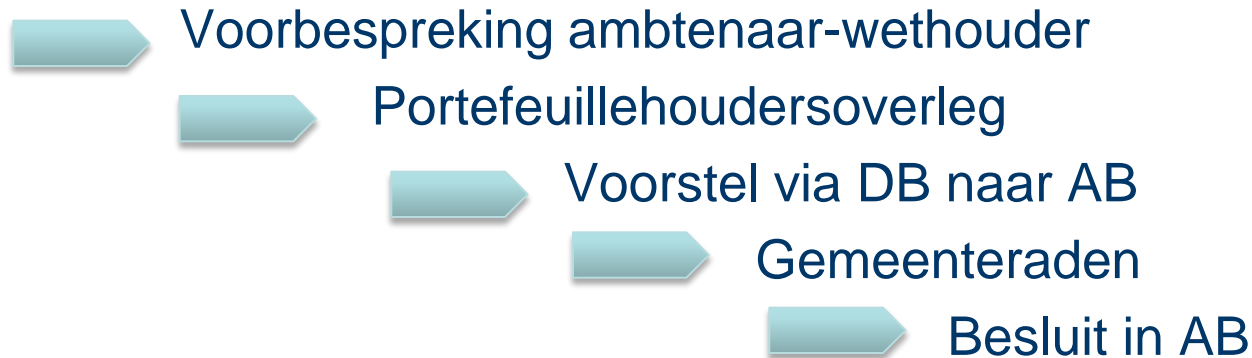 Voorbespreking ambtenaar-wethouder
Portefeuillehoudersoverleg
Voorstel via DB naar AB
Gemeenteraden
Besluit in AB